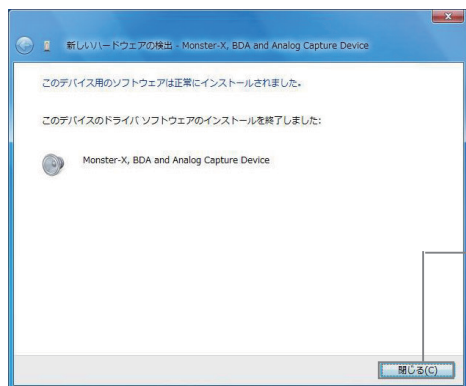 新しいハードウェアの検出 - Monster-X, BDA and Analog Capture Device
このデバイス用のソフトウェアは正常にインストールされました。
このデバイスのドライバ ソフトウェアのインストールを終了しました:
Monster-X, BDA and Analog Capture Device
閉じる(C)